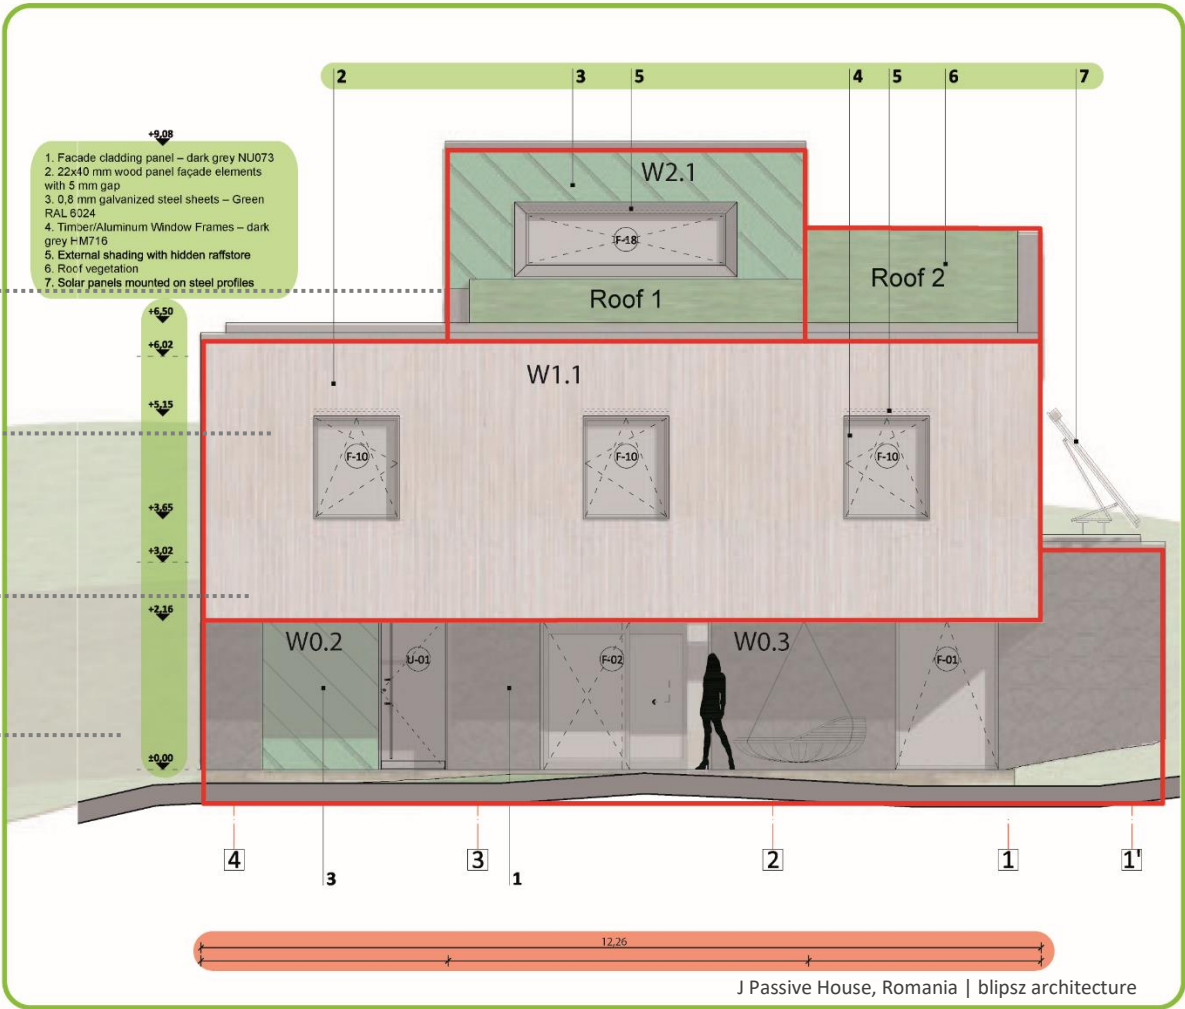 2 3 5 4 5 6 7
+9,08
1. Facade cladding panel – dark grey NU073
2. 22x40 mm wood panel façade elements
with 5 mm gap
3. 0,8 mm galvanized steel sheets – Green
RAL 6024
4. Timber/Aluminum Window Frames – dark
grey HM716
5. External shading with hidden raffstore
6. Roof vegetation
7. Solar panels mounted on steel profiles
W2.1
F-18
Roof 1
Roof 2
+6,50
+6,02
W1.1
+5,15
F-10 F-10 F-10
+3,65
+3,02
+2,16
W0.2 W0.3
U-01 F-02 F-01
±0,00
4 3 2 1 1'
3 1
12,26
J Passive House, Romania | blipsz architecture